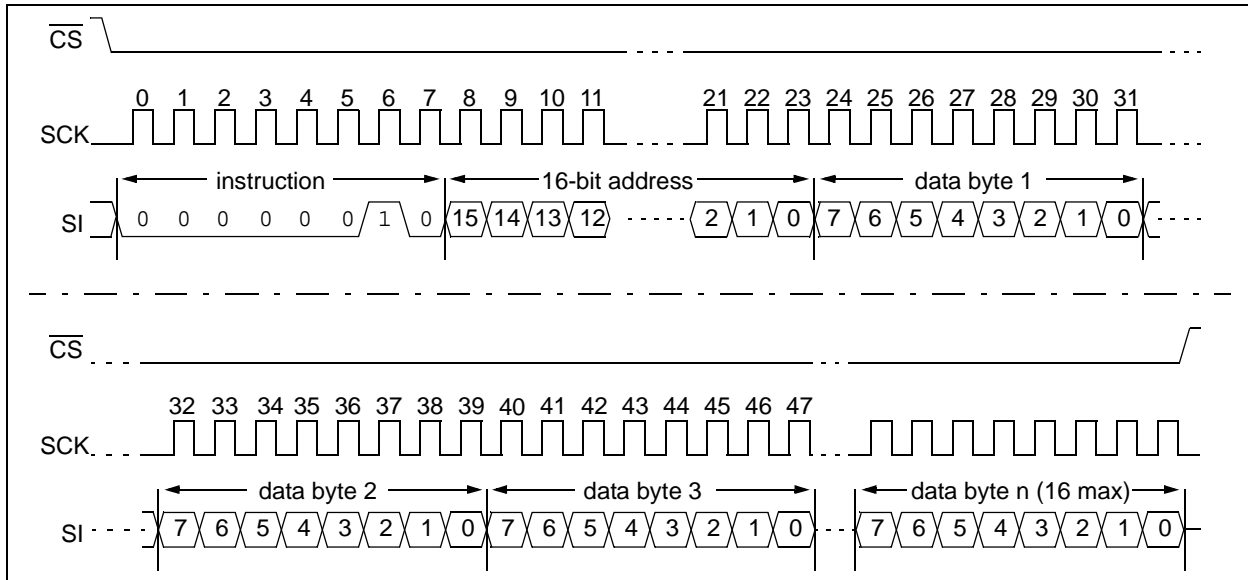 CS
0 1 2 3 4 5 6 7 8 9 10 11 21 22 23 24 25 26 27 28 29 30 31
SCK
instruction 16-bit address data byte 1
SI 0 0 0 0 0 0 1 0 15 14 13 12 2 1 0 7 6 5 4 3 2 1 0
CS
32 33 34 35 36 37 38 39 40 41 42 43 44 45 46 47
SCK
data byte 2 data byte 3 data byte n (16 max)
SI 7 6 5 4 3 2 1 0 7 6 5 4 3 2 1 0 7 6 5 4 3 2 1 0